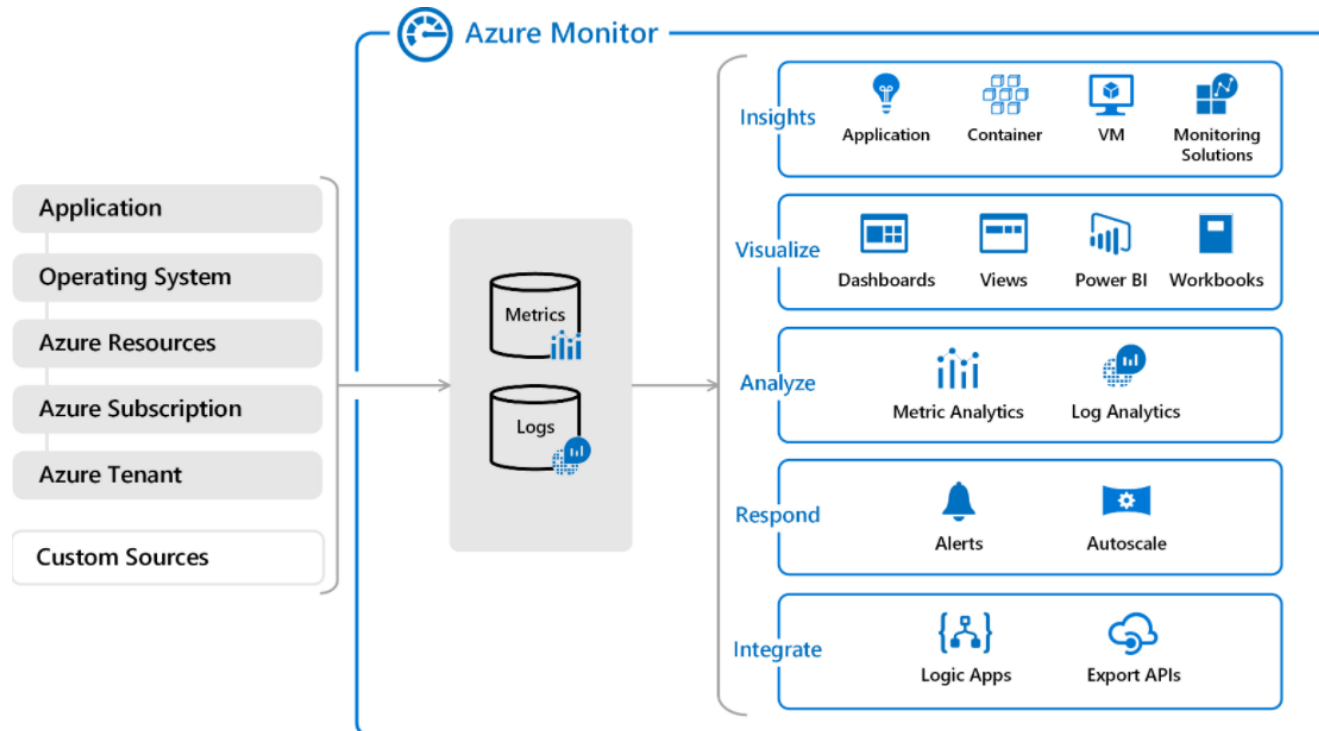 Azure Monitor
Application
Operating System
Azure Resources
Azure Subscription
Azure Tenant
Custom Sources
Metrics
Logs
Insights
Application
Container
VM
Monitoring
Solutions
Visualize
Dashboards
Views
Power BI
Workbooks
Analyze
Metric Analytics
Log Analytics
Respond
Alerts
Autoscale
Integrate
Logic Apps
Export APIs